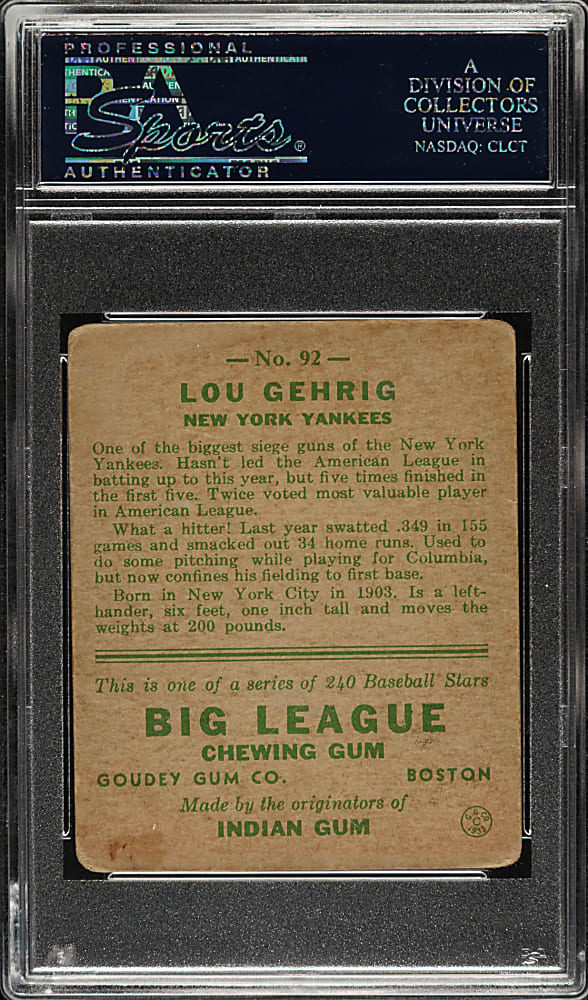 PROFESSIONAL
PSA
Sports®
AUTHENTICATOR
A
DIVISION OF
COLLECTORS
UNIVERSE
NASDAQ: CLCT
— No. 92 —
LOU GEHRIG
NEW YORK YANKEES
One of the biggest siege guns of the New York
Yankees. Hasn't led the American League in
batting up to this year, but five times finished in
the first five. Twice voted most valuable player
in American League.
What a hitter! Last year swatted .349 in 155
games and smacked out 34 home runs. Used to
do some pitching while playing for Columbia,
but now confines his fielding to first base.
Born in New York City in 1903. Is a left-
hander, six feet, one inch tall and moves the
weights at 200 pounds.
This is one of a series of 240 Baseball Stars
BIG LEAGUE
CHEWING GUM
GOUDEY GUM CO. BOSTON
Made by the originators of
INDIAN GUM
G.G.CO.
1933